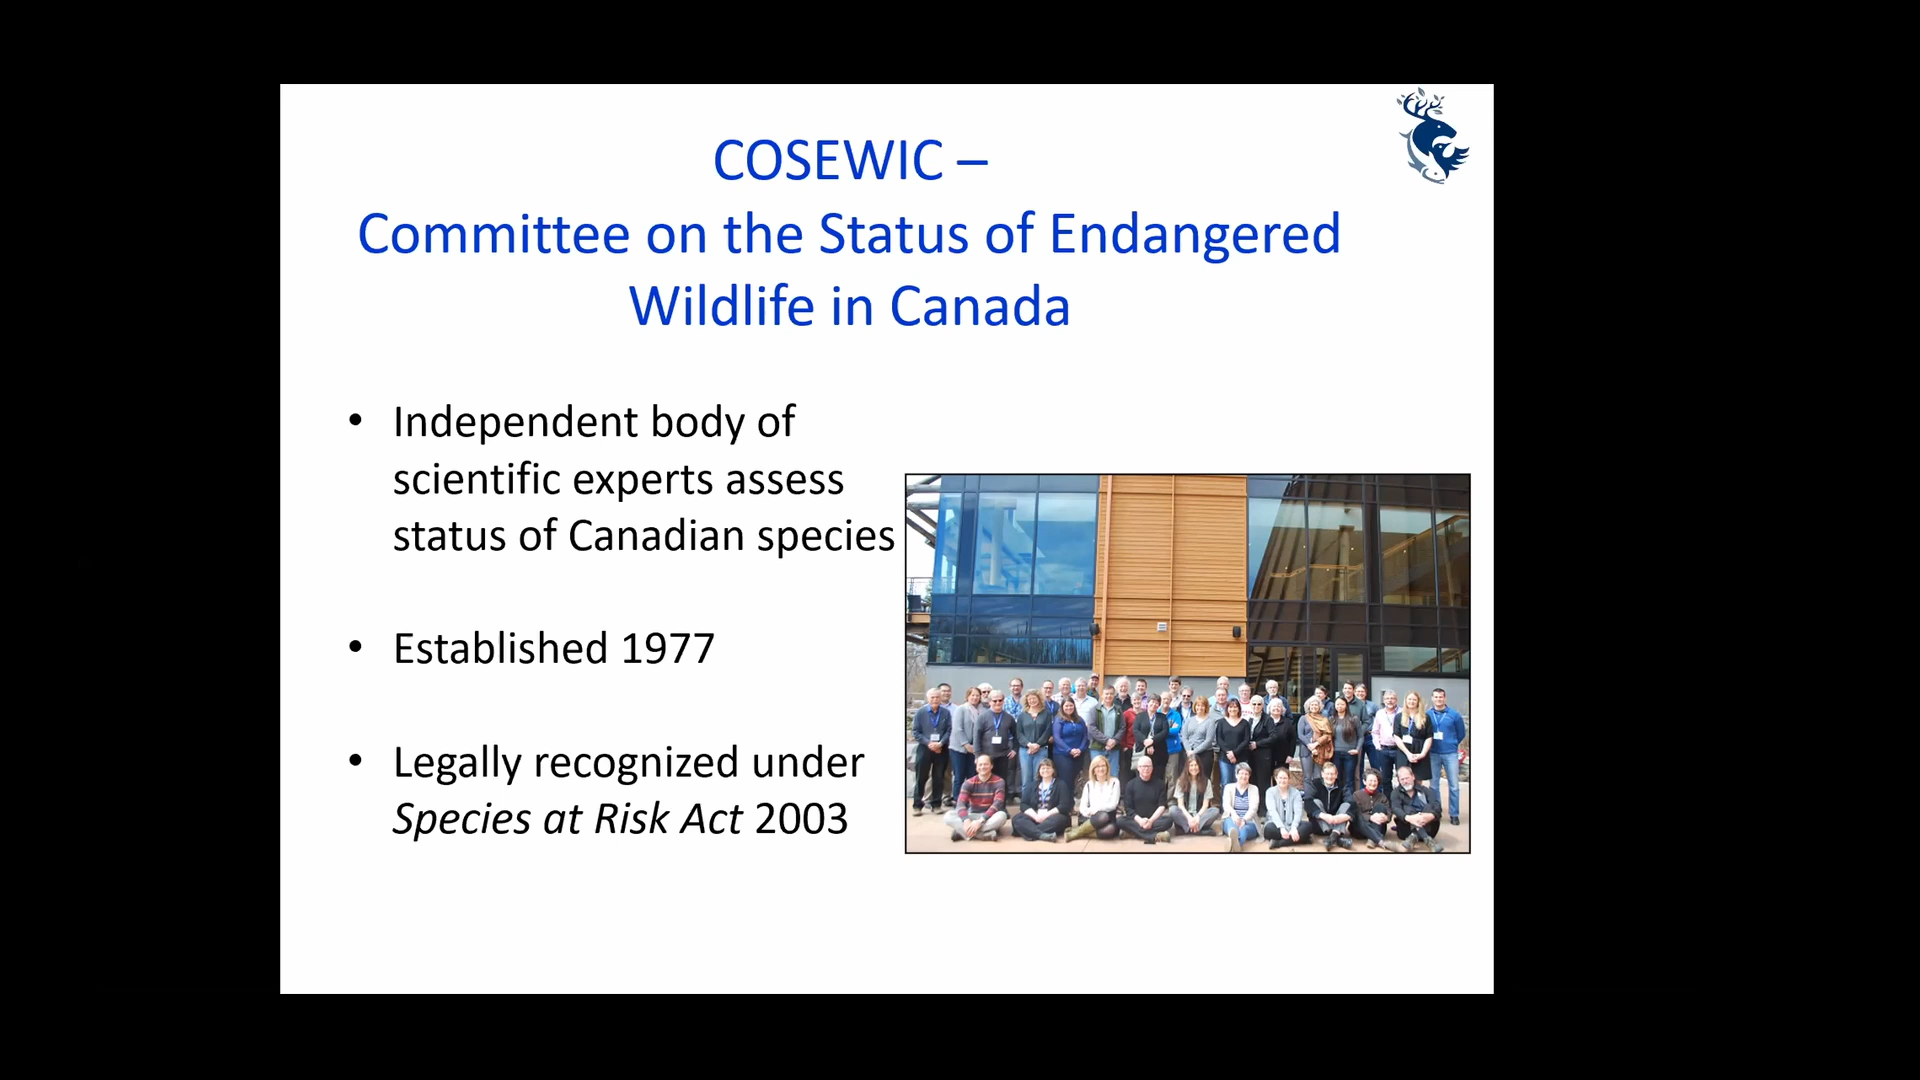 COSEWIC –
Committee on the Status of Endangered
Wildlife in Canada
• Independent body of
scientific experts assess
status of Canadian species
• Established 1977
• Legally recognized under
Species at Risk Act 2003